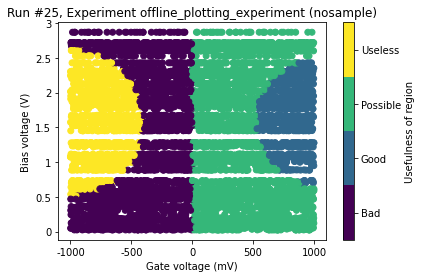 Run #25, Experiment offline_plotting_experiment (nosample)
3
2.5
2
1.5
1
0.5
0
Bias voltage (V)
-1000
-500
0
500
1000
Gate voltage (mV)
Useless
Possible
Good
Bad
Usefulness of region